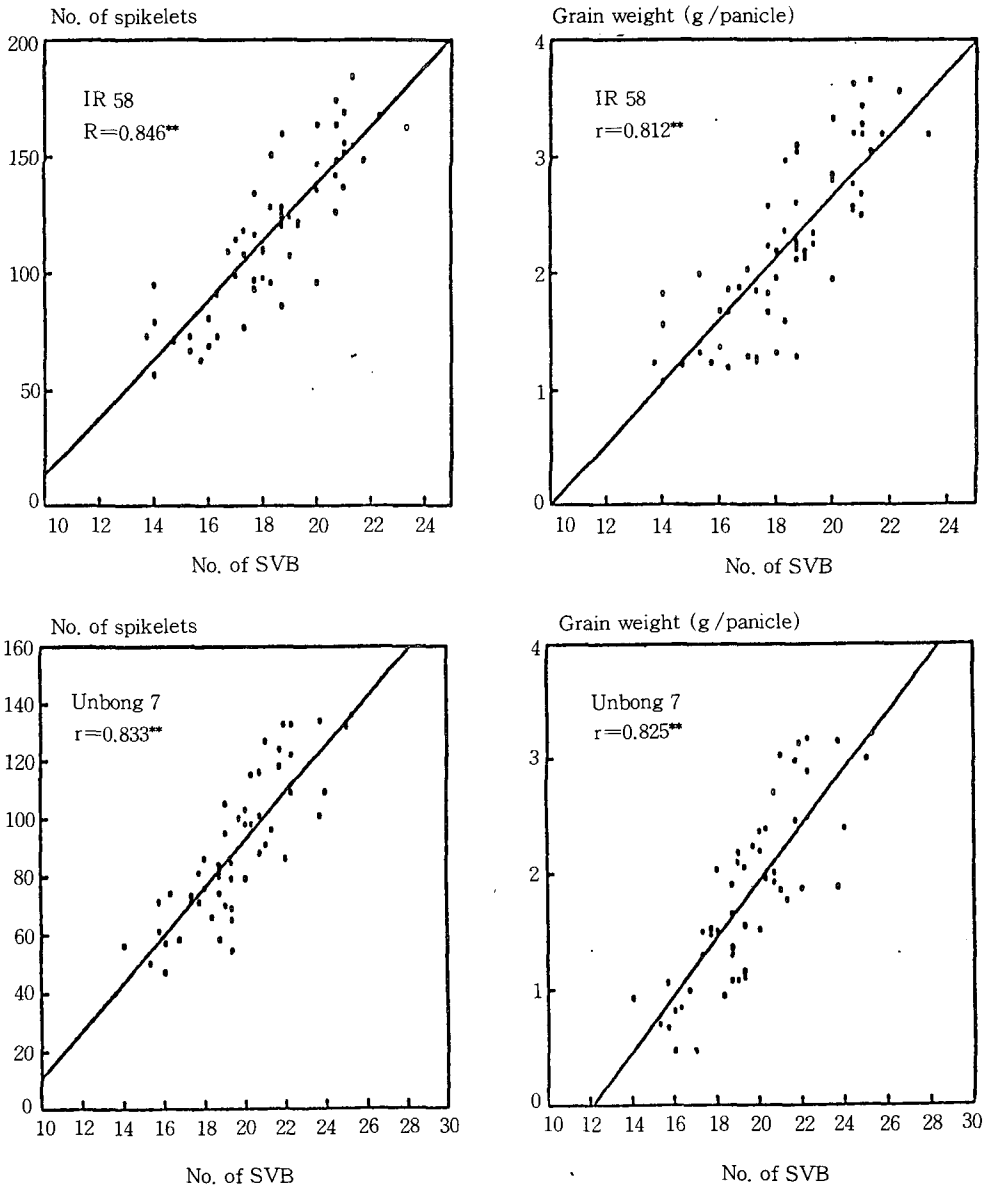 No. of spikelets
200
150
100
50
0
IR 58
R=0.846**
10 12 14 16 18 20 22 24
No. of SVB
Grain weight (g/panicle)
4
3
2
1
0
IR 58
r=0.812**
10 12 14 16 18 20 22 24
No. of SVB
No. of spikelets
160
140
120
100
80
60
40
20
0
Unbong 7
r=0.833**
10 12 14 16 18 20 22 24 26 28 30
No. of SVB
Grain weight (g/panicle)
4
3
2
1
0
Unbong 7
r=0.825**
10 12 14 16 18 20 22 24 26 28 30
No. of SVB